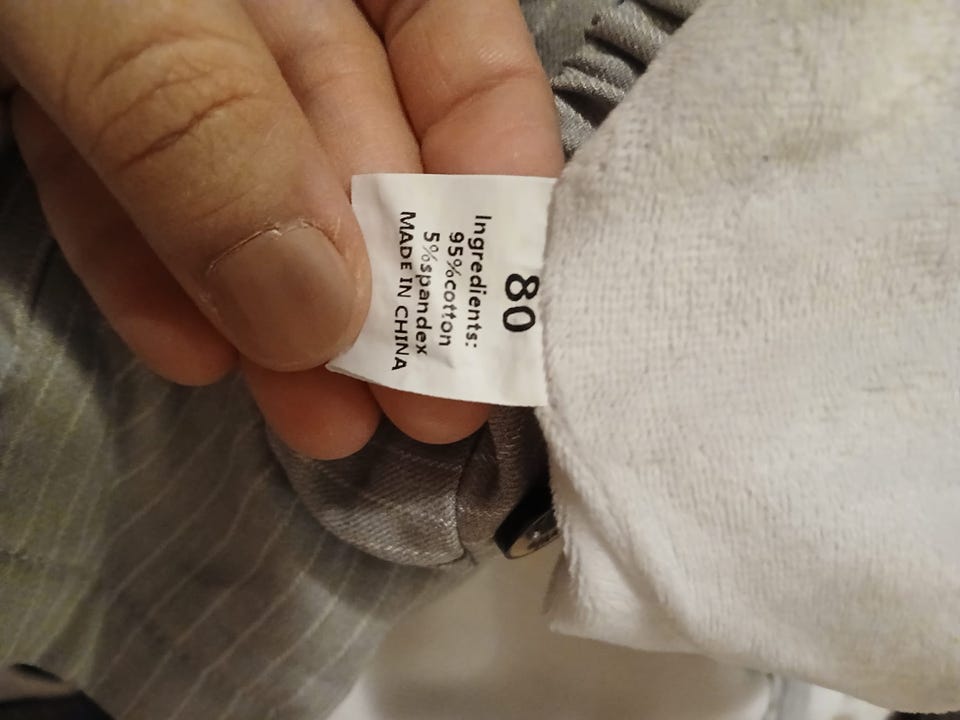 80
Ingredients:
95%cotton
5%spandex
MADE IN CHINA